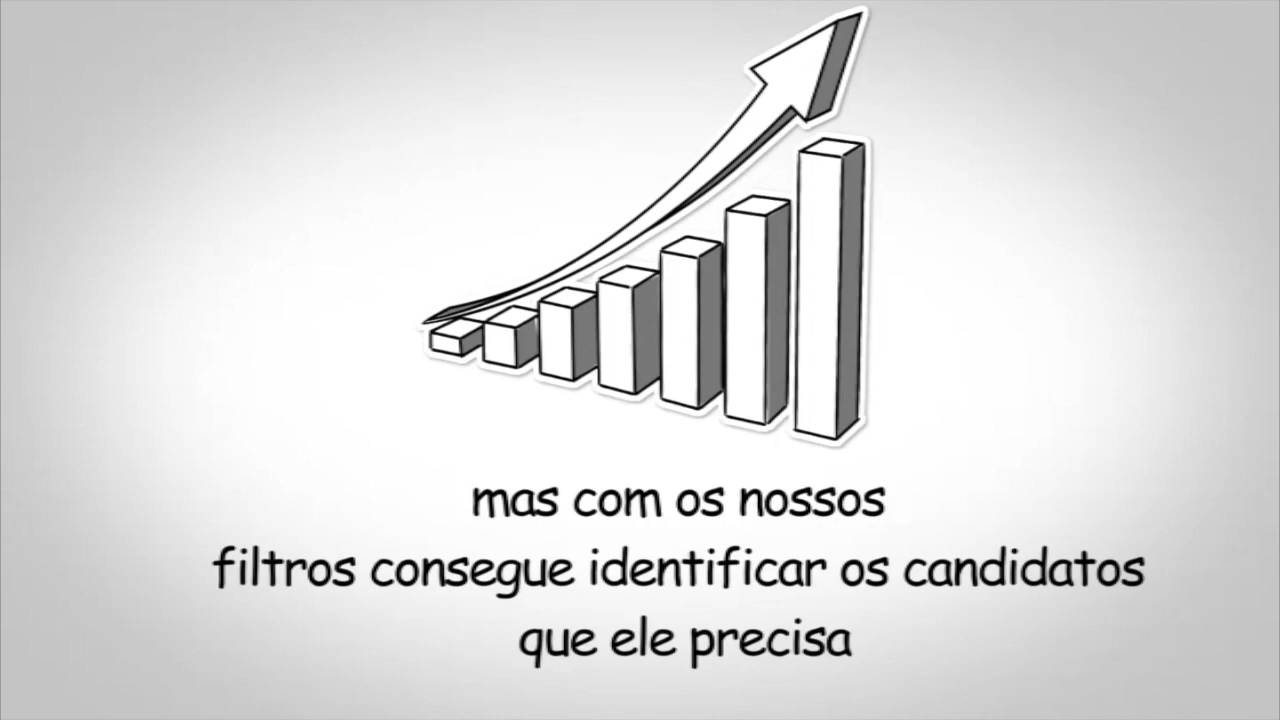 mas com os nossos
filtros consegue identificar os candidatos
que ele precisa